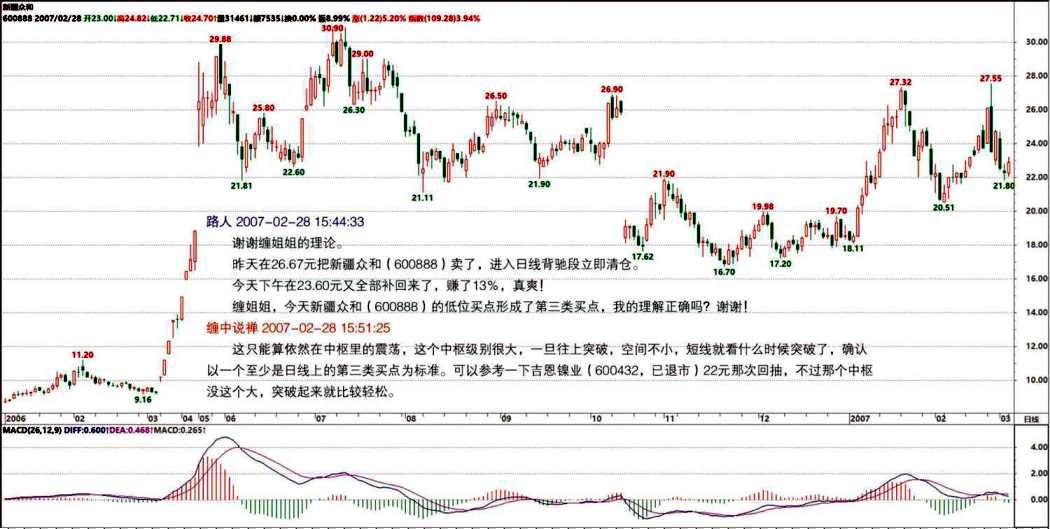 新疆众和
600888 2007/02/28 开23.00↓高24.82↓低22.71↓收24.70↑量31461↓额7535↓换0.00% 振8.99% 涨(1.22)5.20% 指数(109.28)3.94%
30.90
29.88
29.00
30.00
27.32
27.55
28.00
26.50
26.90
25.80
26.30
26.00
24.00
22.60
21.81
21.11
21.90
21.90
22.00
21.80
20.51
20.00
19.98
19.70
18.11
18.00
17.62
17.20
16.70
16.00
14.00
12.00
11.20
10.00
9.16
路人 2007-02-28 15:44:33
谢谢缠姐姐的理论。
昨天在26.67元把新疆众和(600888)卖了，进入日线背驰段立即清仓。
今天下午在23.60元又全部补回来了，赚了13%，真爽！
缠姐姐，今天新疆众和(600888)的低位买点形成了第三类买点，我的理解正确吗？谢谢！
缠中说禅 2007-02-28 15:51:25
这只能算依然在中枢里的震荡，这个中枢级别很大，一旦往上突破，空间不小，短线就看什么时候突破了，确认
以一个至少是日线上的第三类买点为标准。可以参考一下吉恩镍业(600432，已退市)22元那次回抽，不过那个中枢
没这个大，突破起来就比较轻松。
2006 02 03 04 05 06 07 08 09 10 11 12 2007 02 03 日线
MACD(26,12,9) DIFF:0.600↑DEA:0.468↑MACD:0.265↑
4.00
2.00
0.00